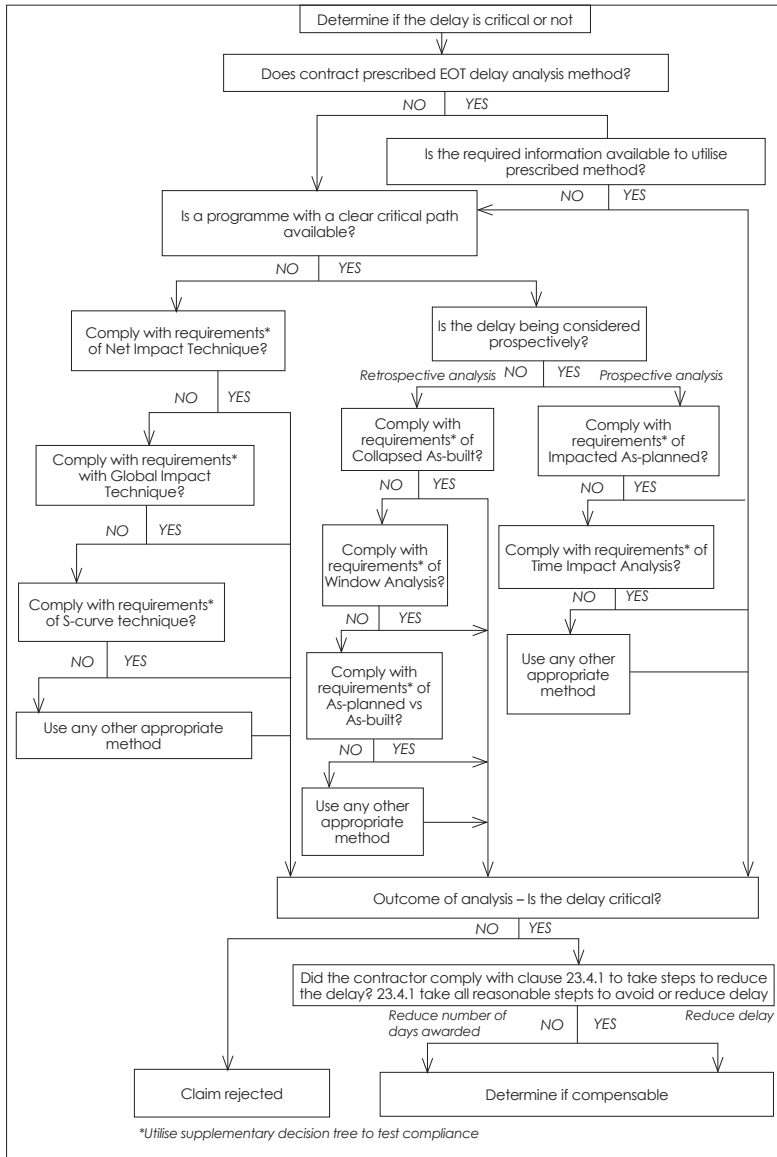 Determine if the delay is critical or not
Does contract prescribed EOT delay analysis method?
NO YES
Is the required information available to utilise
prescribed method?
NO YES
Is a programme with a clear critical path
available?
NO YES
Comply with requirements*
of Net Impact Technique?
Is the delay being considered
prospectively?
Retrospective analysis NO YES Prospective analysis
NO YES
Comply with
requirements* of
Collapsed As-built?
Comply with
requirements* of
Impacted As-planned?
Comply with requirements*
with Global Impact
Technique?
NO YES
NO YES
NO YES
Comply with
requirements* of
Window Analysis?
Comply with requirements* of
Time Impact Analysis?
Comply with requirements*
of S-curve technique?
NO YES
NO YES
NO YES
Comply with
requirements* of
As-planned vs
As-built?
Use any other
appropriate
method
Use any other appropriate
method
NO YES
Use any other
appropriate
method
Outcome of analysis – Is the delay critical?
NO YES
Did the contractor comply with clause 23.4.1 to take steps to reduce
the delay? 23.4.1 take all reasonable stepts to avoid or reduce delay
Reduce number of
days awarded
NO YES
Reduce delay
Claim rejected
Determine if compensable
*Utilise supplementary decision tree to test compliance